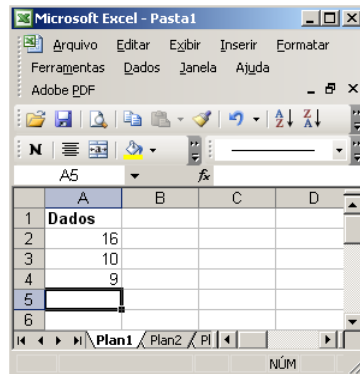 Microsoft Excel - Pasta1
Arquivo Editar Exibir Inserir Formatar
Ferramentas Dados Janela Ajuda
Adobe PDF
N
A5 fx
A B C D
1 Dados
2 16
3 10
4 9
5
6
Plan1 Plan2 Pl
NÚM